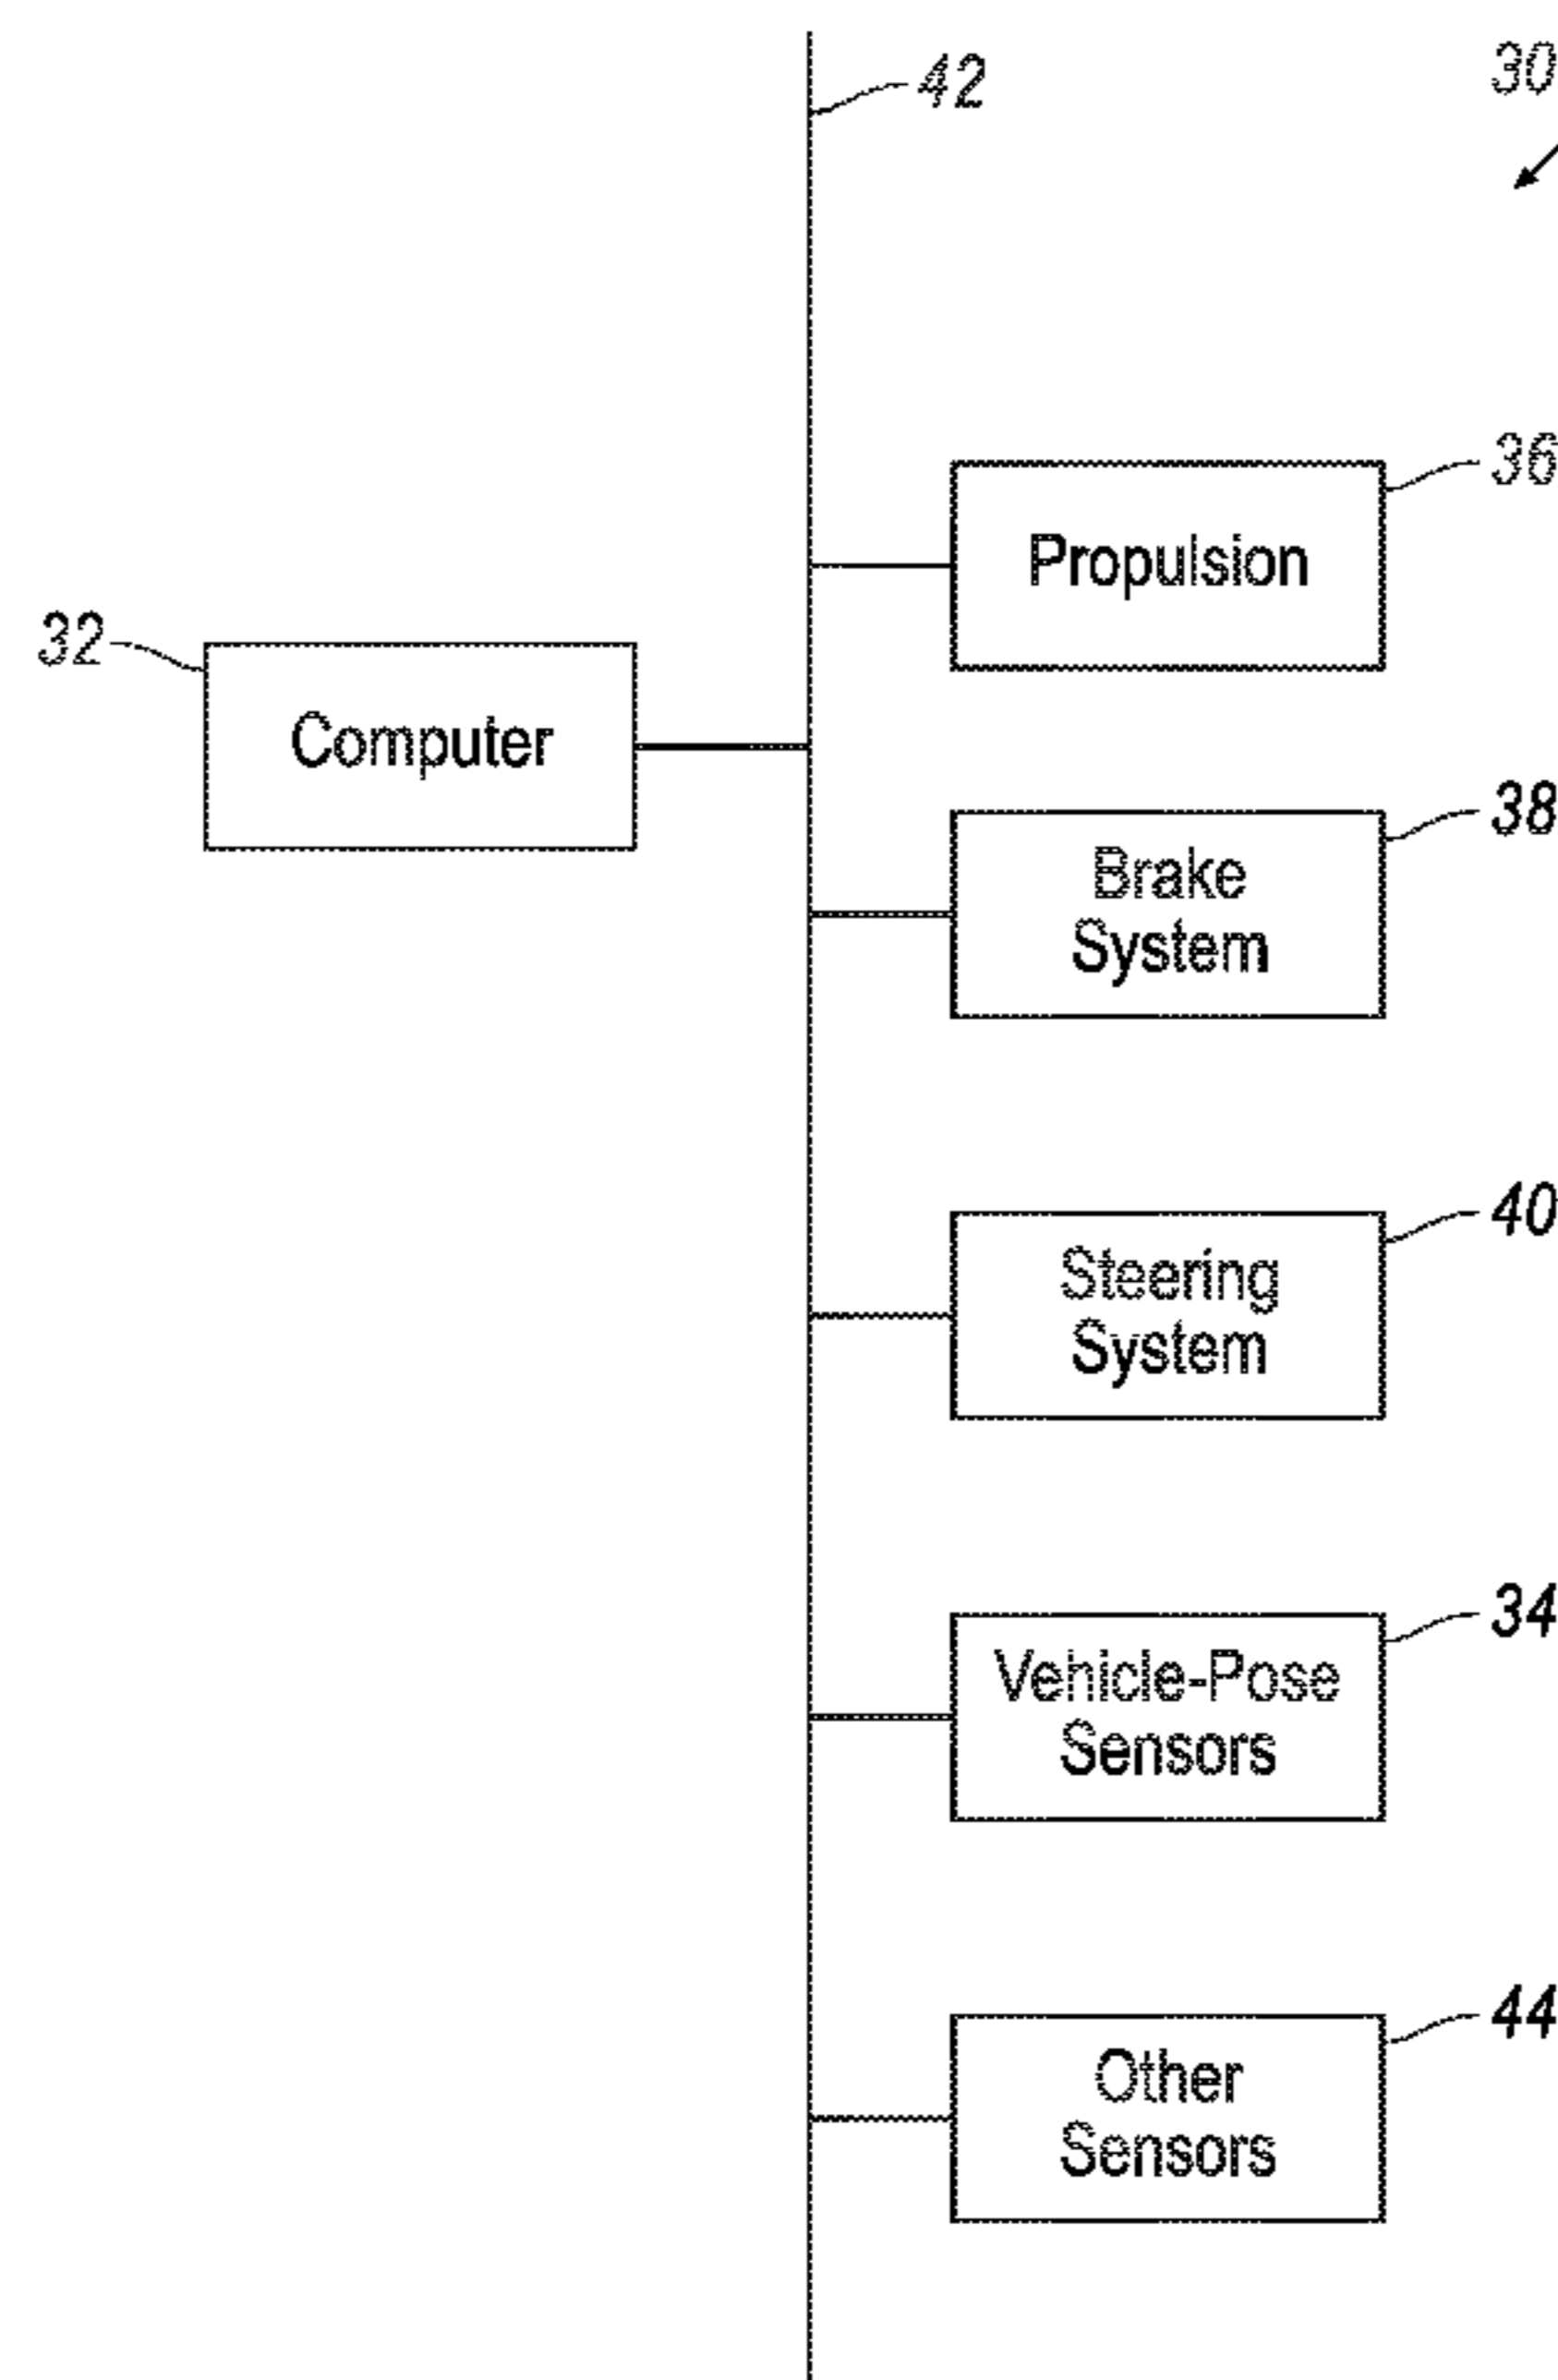 42
30
36
Propulsion
32
Computer
38
Brake
System
40
Steering
System
34
Vehicle-Pose
Sensors
44
Other
Sensors